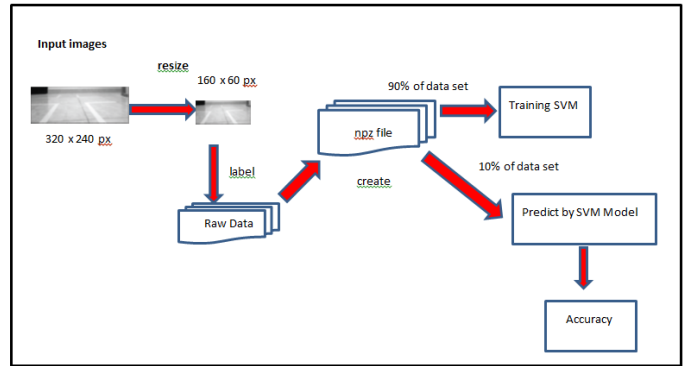 Input images
resize
160 x 60 px
320 x 240 px
label
Raw Data
npz file
create
90% of data set
Training SVM
10% of data set
Predict by SVM Model
Accuracy